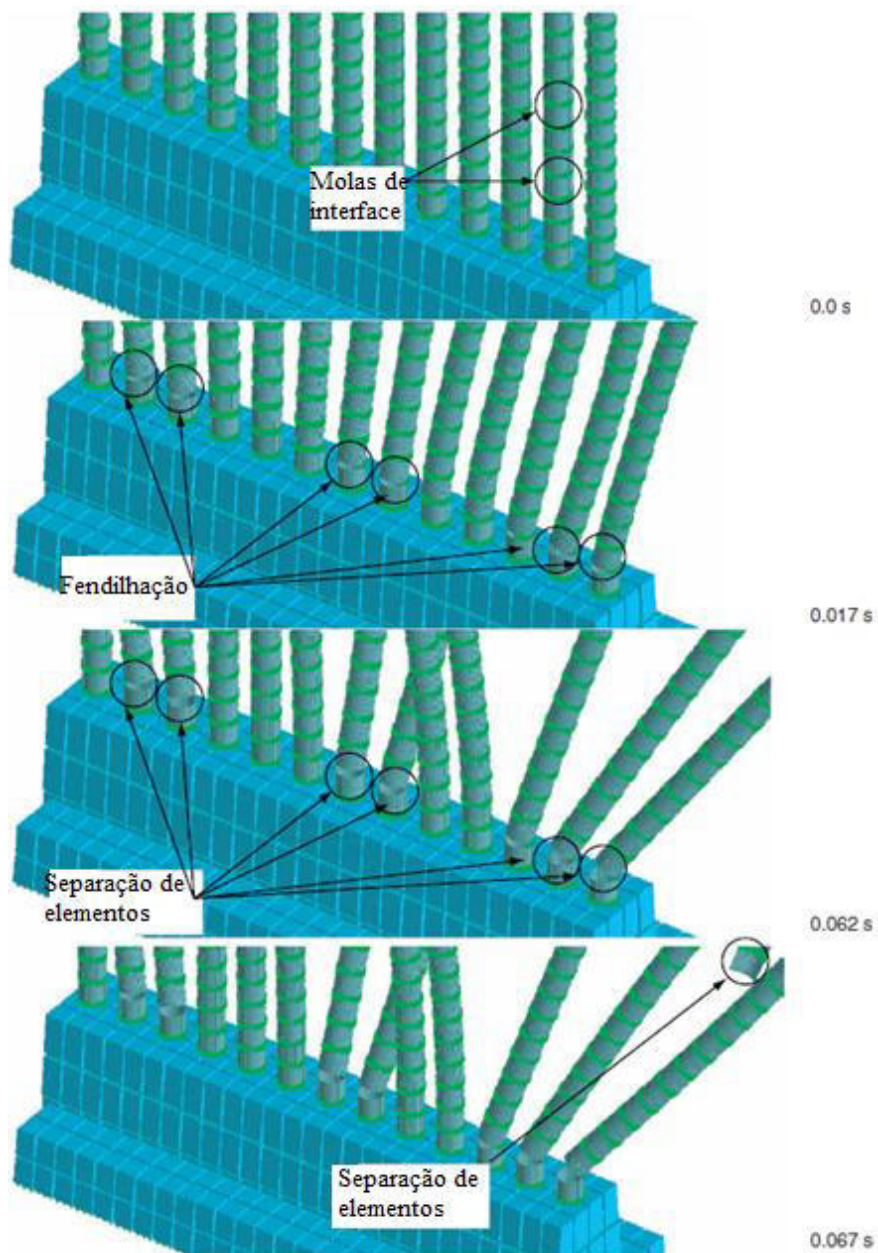 Molas de
interface
0.0 s
Fendilhação
0.017 s
Separação de
elementos
0.062 s
Separação de
elementos
0.067 s